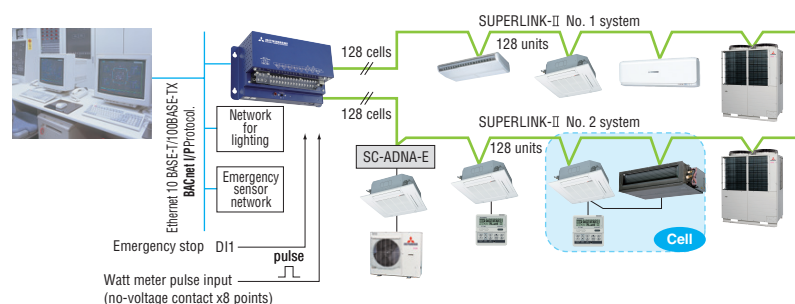 SUPERLINK-II No. 1 system
128 cells
128 units
128 cells
SUPERLINK-II No. 2 system
128 units
Ethernet 10 BASE-T/100BASE-TX
BACnet I/PProtocol.
Network
for
lighting
Emergency
sensor
network
SC-ADNA-E
Cell
Emergency stop DI1
pulse
Watt meter pulse input
(no-voltage contact x8 points)